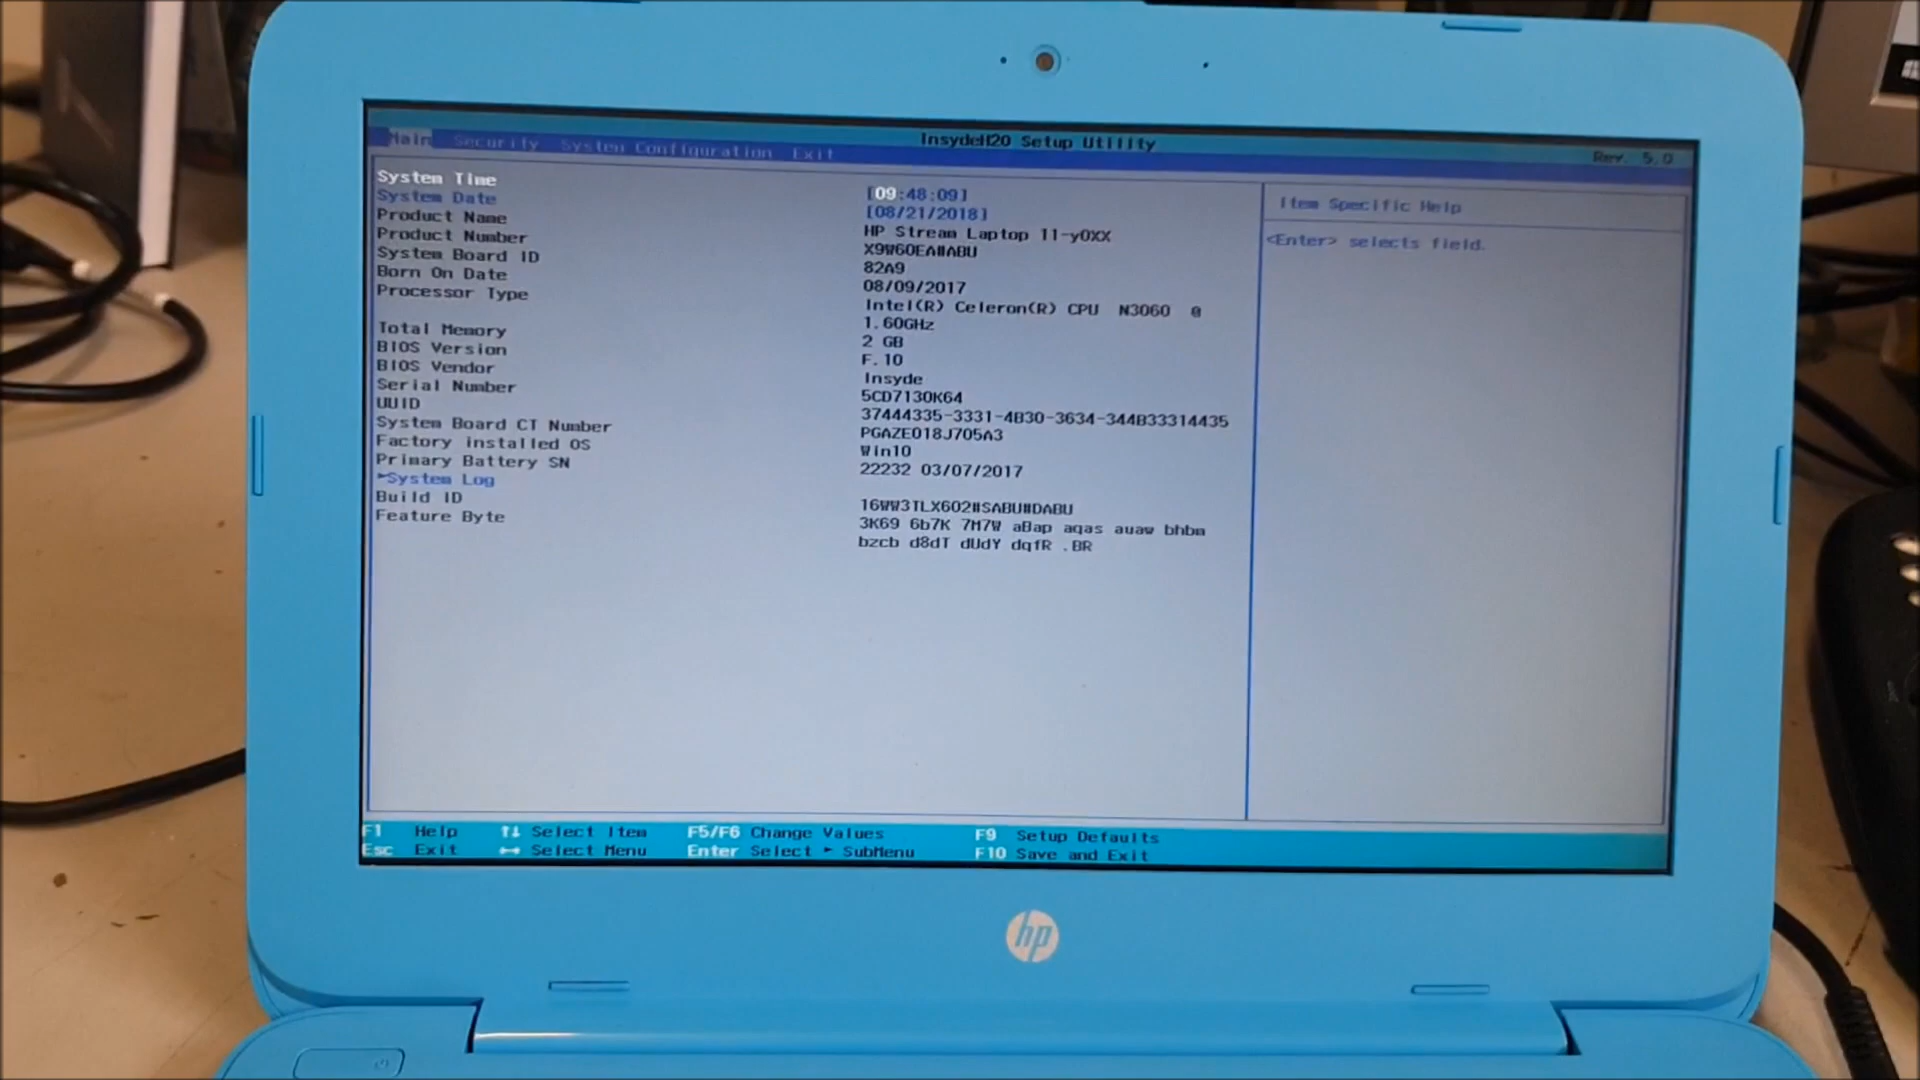 InsydeH20 Setup Utility Rev. 5.0
Main Security System Configuration Exit
System Time [09:48:09]
System Date [08/21/2018]
Product Name HP Stream Laptop 11-y0XX
Product Number X9W60EA#ABU
System Board ID 82A9
Born On Date 08/09/2017
Processor Type Intel(R) Celeron(R) CPU N3060 @
1.60GHz
Total Memory 2 GB
BIOS Version F.10
BIOS Vendor Insyde
Serial Number 5CD7130K64
UUID 37444335-3331-4B30-3634-344B33314435
System Board CT Number PGAZE018J705A3
Factory installed OS Win10
Primary Battery SN 22232 03/07/2017
►System Log
Build ID 16WW3TLX602#SABU#DABU
Feature Byte 3K69 6b7K 7M7W aBap aqas auaw bhbm
bzcb d8dT dUdY dqfR .BR
Item Specific Help
<Enter> selects field.
F1 Help ↑↓ Select Item F5/F6 Change Values F9 Setup Defaults
Esc Exit ↔ Select Menu Enter Select ► SubMenu F10 Save and Exit
hp